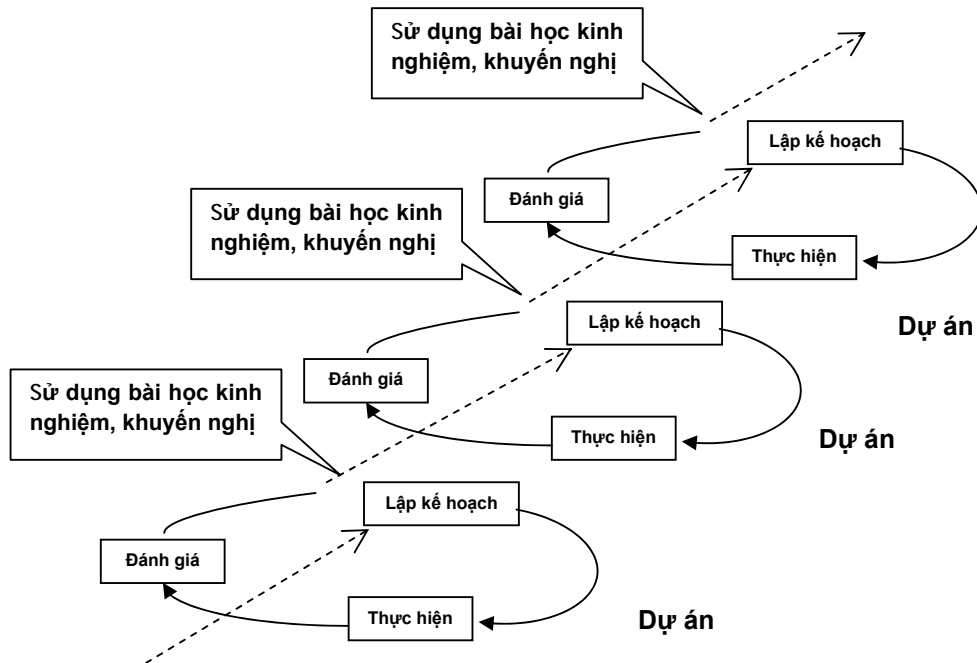 Sử dụng bài học kinh
nghiệm, khuyến nghị
Lập kế hoạch
Đánh giá
Thực hiện
Dự án
Sử dụng bài học kinh
nghiệm, khuyến nghị
Lập kế hoạch
Đánh giá
Thực hiện
Dự án
Sử dụng bài học kinh
nghiệm, khuyến nghị
Lập kế hoạch
Đánh giá
Thực hiện
Dự án